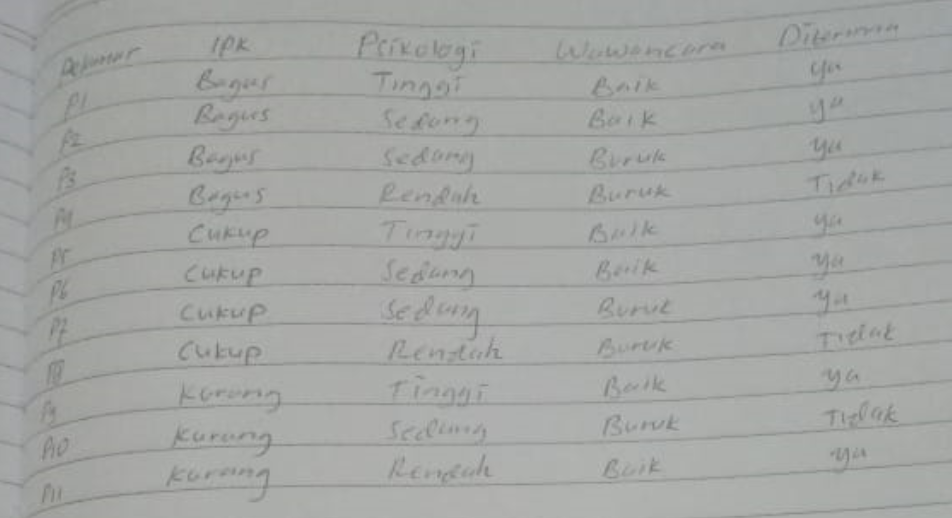 Pelamar IPK Psikologi Wawancara Diterima
P1 Bagus Tinggi Baik ya
P2 Bagus Sedang Baik ya
P3 Bagus Sedang Buruk ya
P4 Bagus Rendah Buruk Tidak
P5 Cukup Tinggi Baik ya
P6 Cukup Sedang Baik ya
P7 Cukup Sedang Buruk ya
P8 Cukup Rendah Buruk Tidak
P9 Kurang Tinggi Baik ya
P10 Kurang Sedang Buruk Tidak
P11 Kurang Rendah Baik ya